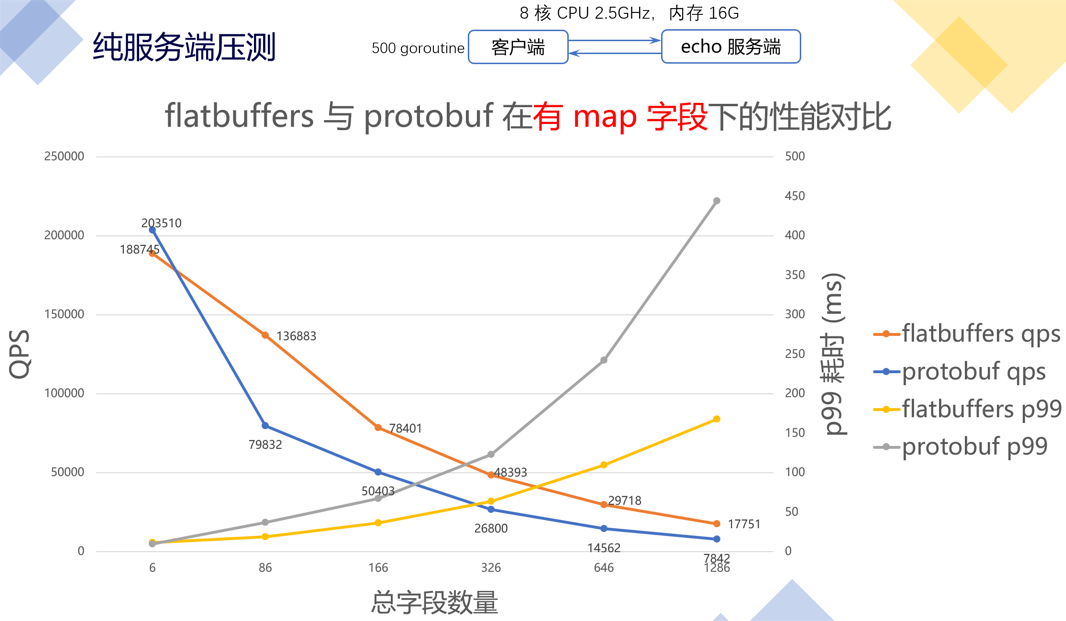 8 核 CPU 2.5GHz，内存 16G
纯服务端压测
500 goroutine
客户端
echo 服务端
flatbuffers 与 protobuf 在有 map 字段下的性能对比
250000
200000
150000
100000
50000
0
QPS
203510
188745
136883
79832
78401
50403
48393
26800
29718
14562
17751
7842
6
86
166
326
646
1286
总字段数量
500
450
400
350
300
250
200
150
100
50
0
p99 耗时 (ms)
flatbuffers qps
protobuf qps
flatbuffers p99
protobuf p99